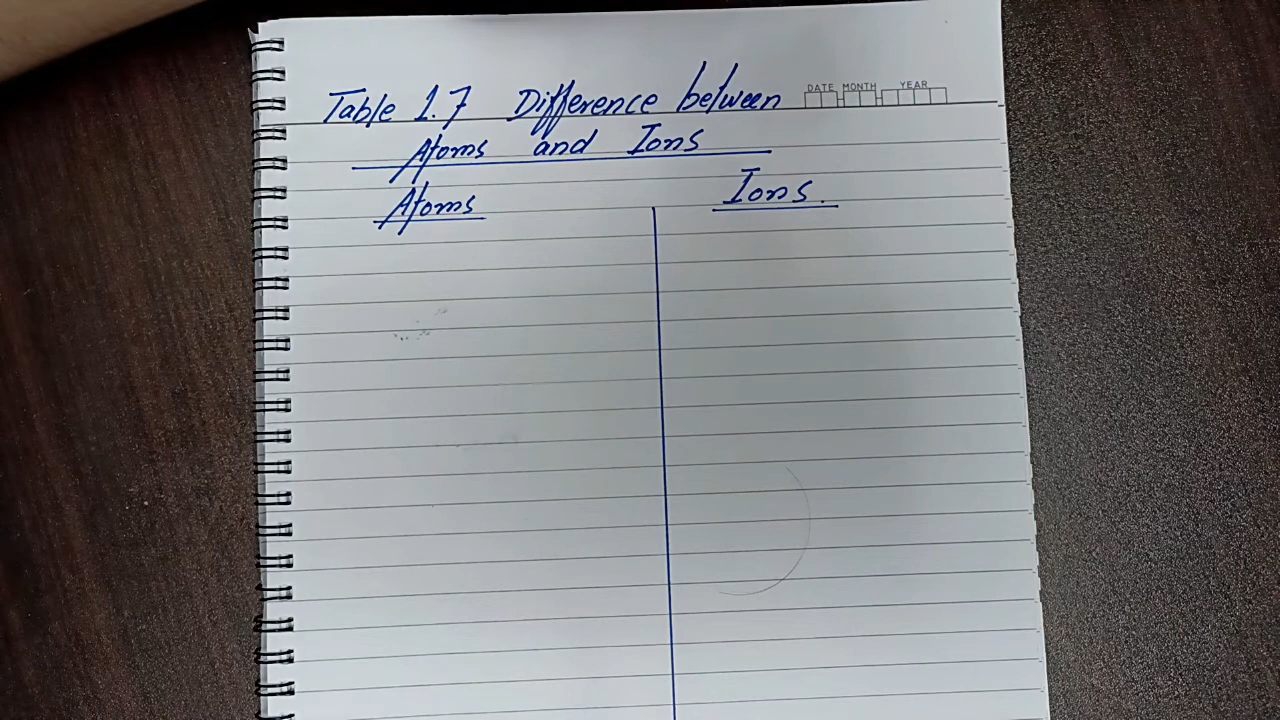 Table 1.7 Difference between
DATE MONTH YEAR
Atoms and Ions
Atoms
Ions.